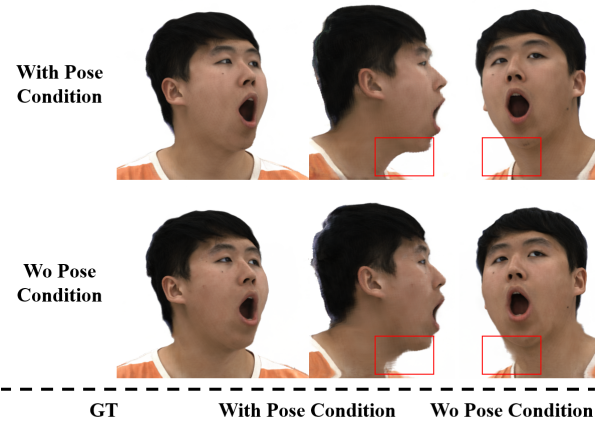 With Pose
Condition
Wo Pose
Condition
GT With Pose Condition Wo Pose Condition